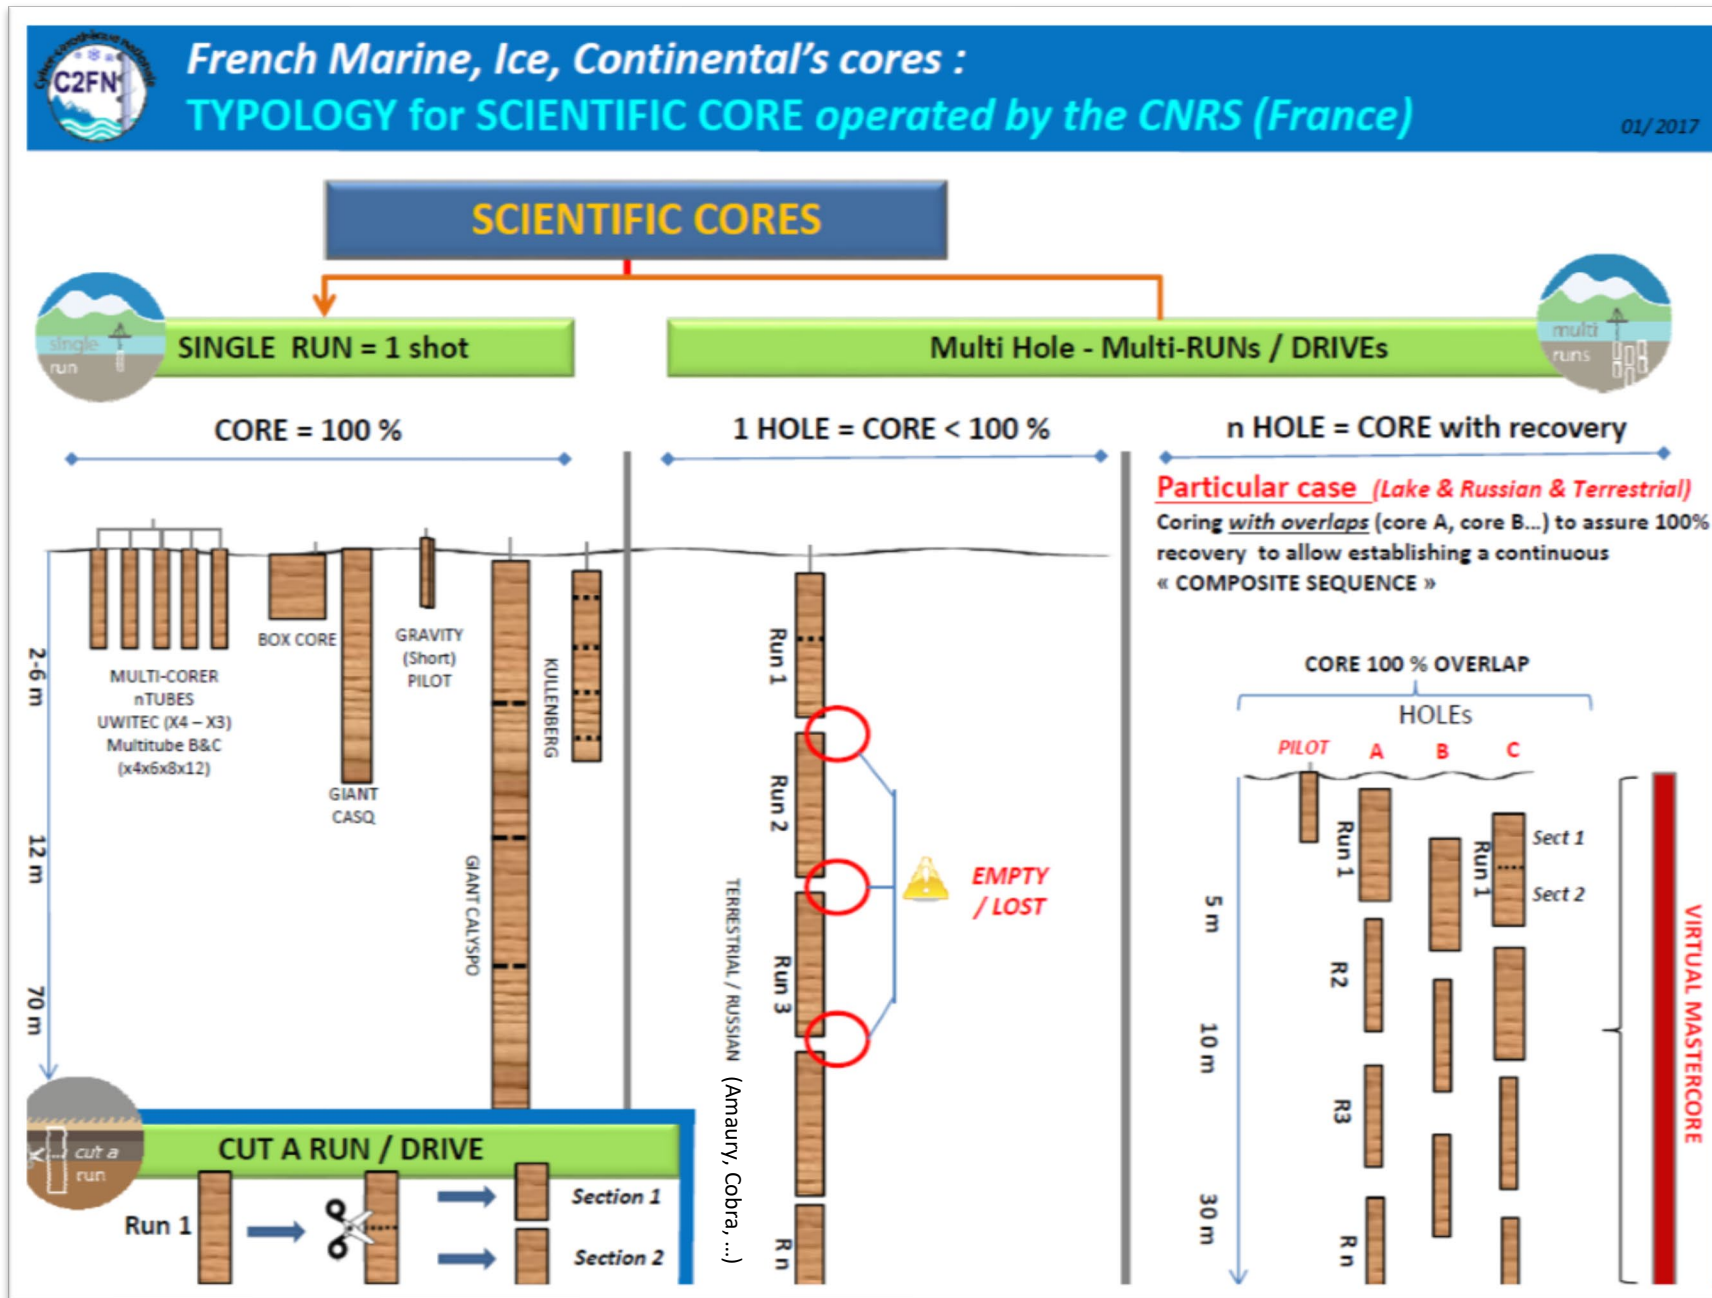 C2FN
French Marine, Ice, Continental's cores :
TYPOLOGY for SCIENTIFIC CORE operated by the CNRS (France)
01/ 2017
SCIENTIFIC CORES
single
run
SINGLE RUN = 1 shot
Multi Hole - Multi-RUNs / DRIVEs
multi
runs
CORE = 100 %
1 HOLE = CORE < 100 %
n HOLE = CORE with recovery
Particular case (Lake & Russian & Terrestrial)
Coring with overlaps (core A, core B...) to assure 100%
recovery to allow establishing a continuous
« COMPOSITE SEQUENCE »
2-6 m
12 m
70 m
MULTI-CORER
nTUBES
UWITEC (X4 – X3)
Multitube B&C
(x4x6x8x12)
BOX CORE
GIANT
CASQ
GRAVITY
(Short)
PILOT
GIANT CALYSPO
KULLENBERG
TERRESTRIAL / RUSSIAN (Amaury, Cobra, ...)
Run 1
Run 2
Run 3
R n
EMPTY
/ LOST
CORE 100 % OVERLAP
HOLEs
PILOT
A
B
C
5 m
10 m
30 m
Run 1
R2
R3
R n
Run 1
Sect 1
Sect 2
VIRTUAL MASTERCORE
cut a
run
CUT A RUN / DRIVE
Run 1
Section 1
Section 2